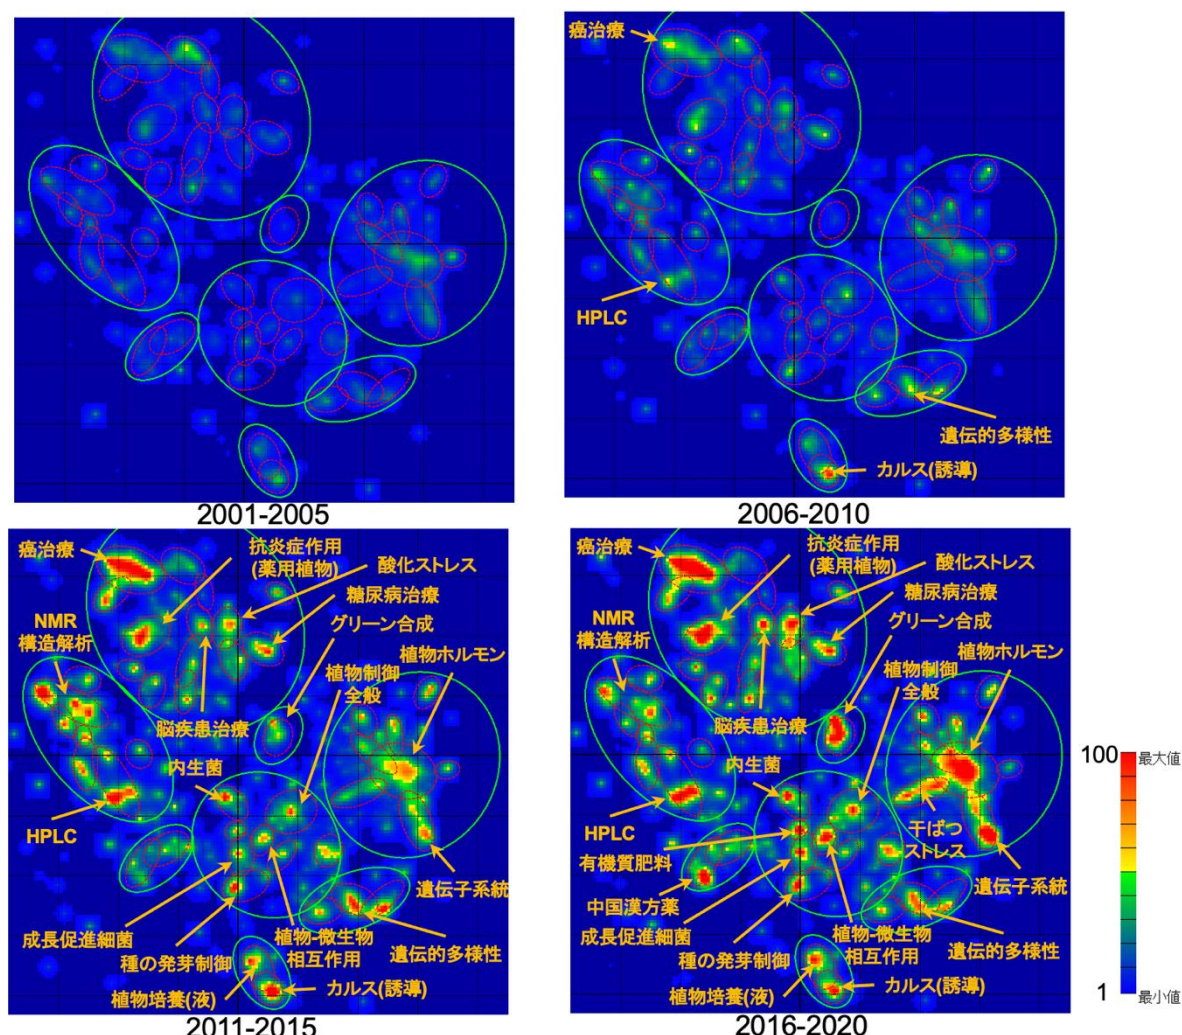 癌治療
HPLC
遺伝的多様性
カルス(誘導)
2001-2005
2006-2010
癌治療
抗炎症作用
(薬用植物)
酸化ストレス
糖尿病治療
NMR
構造解析
グリーン合成
植物ホルモン
植物制御
全般
脳疾患治療
内生菌
HPLC
遺伝子系統
成長促進細菌
植物-微生物
相互作用
遺伝的多様性
種の発芽制御
植物培養(液)
カルス(誘導)
2011-2015
癌治療
抗炎症作用
(薬用植物)
酸化ストレス
糖尿病治療
NMR
構造解析
グリーン合成
植物ホルモン
植物制御
全般
脳疾患治療
内生菌
HPLC
有機質肥料
干ばつ
ストレス
遺伝子系統
中国漢方薬
成長促進細菌
植物-微生物
相互作用
遺伝的多様性
種の発芽制御
植物培養(液)
カルス(誘導)
2016-2020
100 最大値
1 最小値